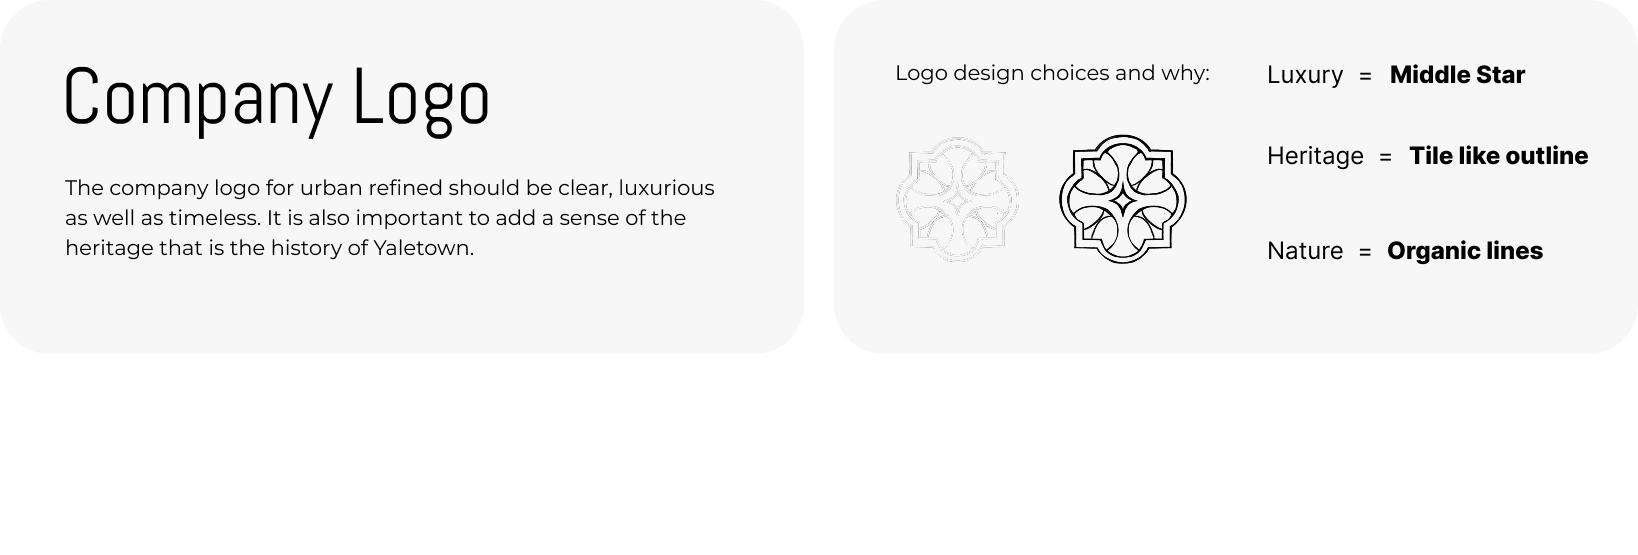 Company Logo
The company logo for urban refined should be clear, luxurious
as well as timeless. It is also important to add a sense of the
heritage that is the history of Yaletown.
Logo design choices and why:
Luxury = Middle Star
Heritage = Tile like outline
Nature = Organic lines